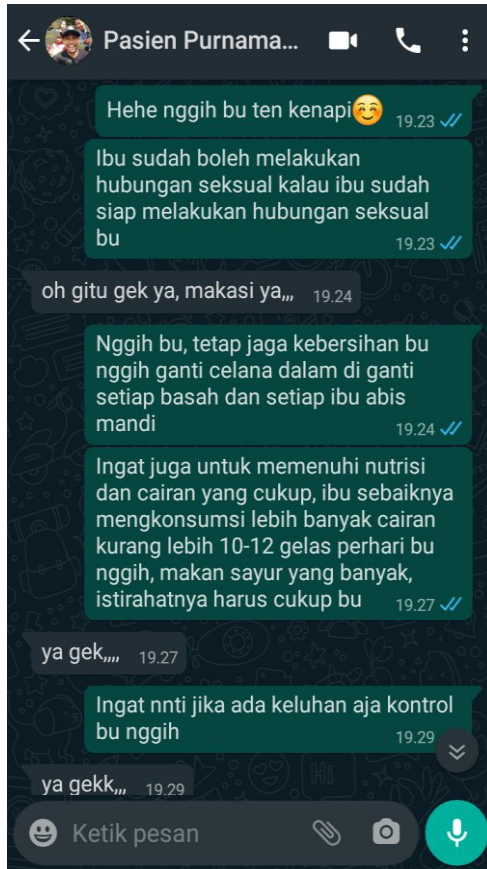 Pasien Purnama...
Hehe nggih bu ten kenapi😊 19.23
Ibu sudah boleh melakukan
hubungan seksual kalau ibu sudah
siap melakukan hubungan seksual
bu 19.23
oh gitu gek ya, makasi ya,,, 19.24
Nggih bu, tetap jaga kebersihan bu
nggih ganti celana dalam di ganti
setiap basah dan setiap ibu abis
mandi 19.24
Ingat juga untuk memenuhi nutrisi
dan cairan yang cukup, ibu sebaiknya
mengkonsumsi lebih banyak cairan
kurang lebih 10-12 gelas perhari bu
nggih, makan sayur yang banyak,
istirahatnya harus cukup bu 19.27
ya gek,,,, 19.27
Ingat nnti jika ada keluhan aja kontrol
bu nggih 19.29
ya gekk,,, 19.29
Ketik pesan